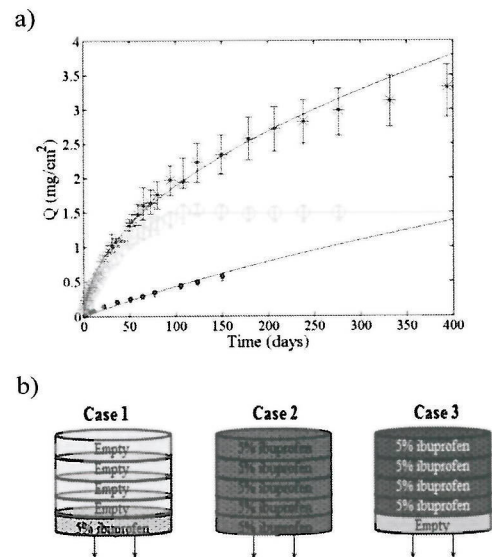 a)
4
3.5
3
2.5
2
1.5
1
0.5
0
Q (mg/cm²)
0 50 100 150 200 250 300 350 400
Time (days)
b)
Case 1 Case 2 Case 3
Empty 5% ibuprofen 5% ibuprofen
Empty 5% ibuprofen 5% ibuprofen
Empty 5% ibuprofen 5% ibuprofen
Empty 5% ibuprofen 5% ibuprofen
5% ibuprofen 5% ibuprofen Empty